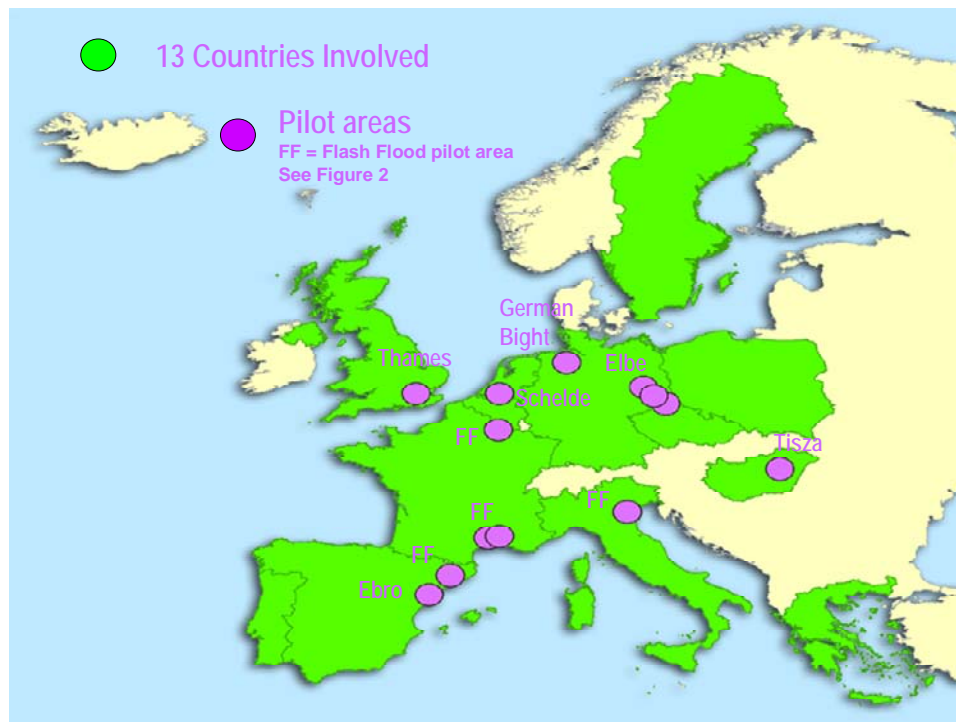 13 Countries Involved
Pilot areas
FF = Flash Flood pilot area
See Figure 2
German
Bight
Thames
Elbe
Schelde
FF
Tisza
FF
FF
FF
Ebro